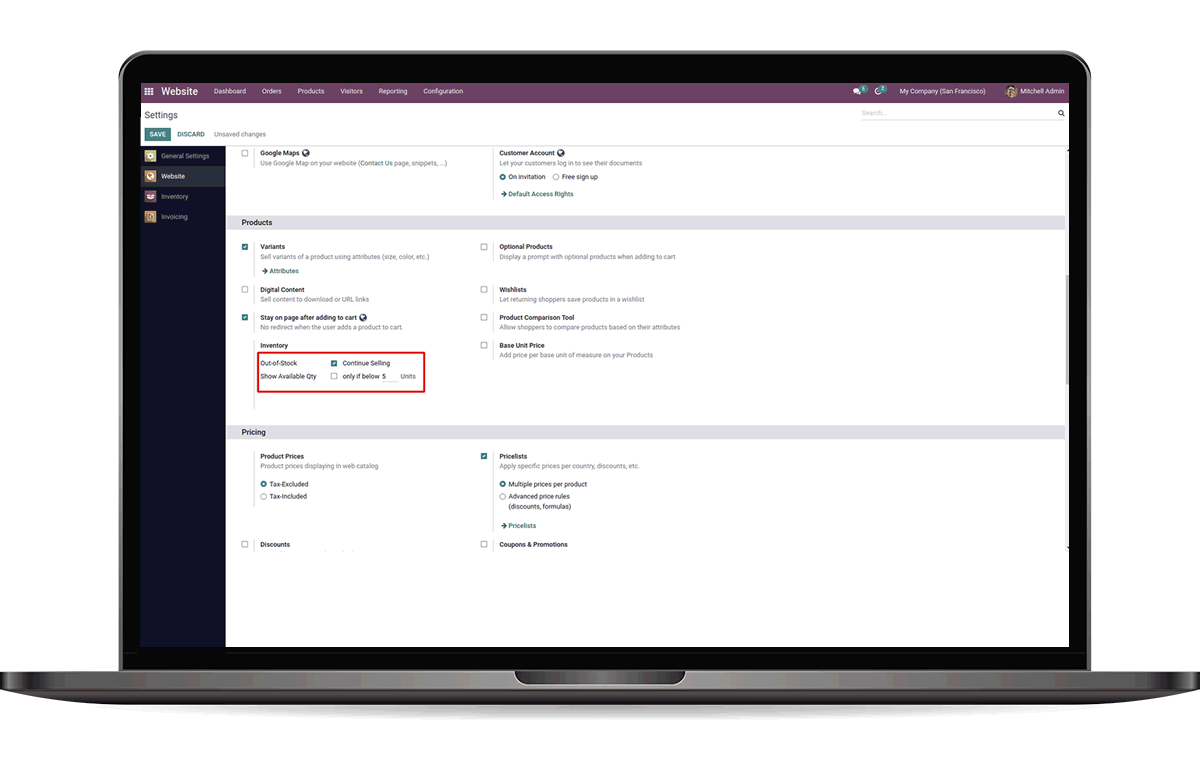 Website Dashboard Orders Products Visitors Reporting Configuration My Company (San Francisco) Mitchell Admin
Settings Search...
SAVE DISCARD Unsaved changes
General Settings
Website
Inventory
Invoicing
Google Maps
Use Google Map on your website (Contact Us page, snippets, ...)
Customer Account
Let your customers log in to see their documents
On invitation Free sign up
Default Access Rights
Products
Variants
Sell variants of a product using attributes (size, color, etc.)
Attributes
Optional Products
Display a prompt with optional products when adding to cart
Digital Content
Sell content to download or URL links
Wishlists
Let returning shoppers save products in a wishlist
Stay on page after adding to cart
No redirect when the user adds a product to cart.
Product Comparison Tool
Allow shoppers to compare products based on their attributes
Inventory
Out-of-Stock Continue Selling
Show Available Qty only if below 5 Units
Base Unit Price
Add price per base unit of measure on your Products
Pricing
Product Prices
Product prices displaying in web catalog
Tax-Excluded
Tax-Included
Pricelists
Apply specific prices per country, discounts, etc.
Multiple prices per product
Advanced price rules
(discounts, formulas)
Pricelists
Discounts
Coupons & Promotions